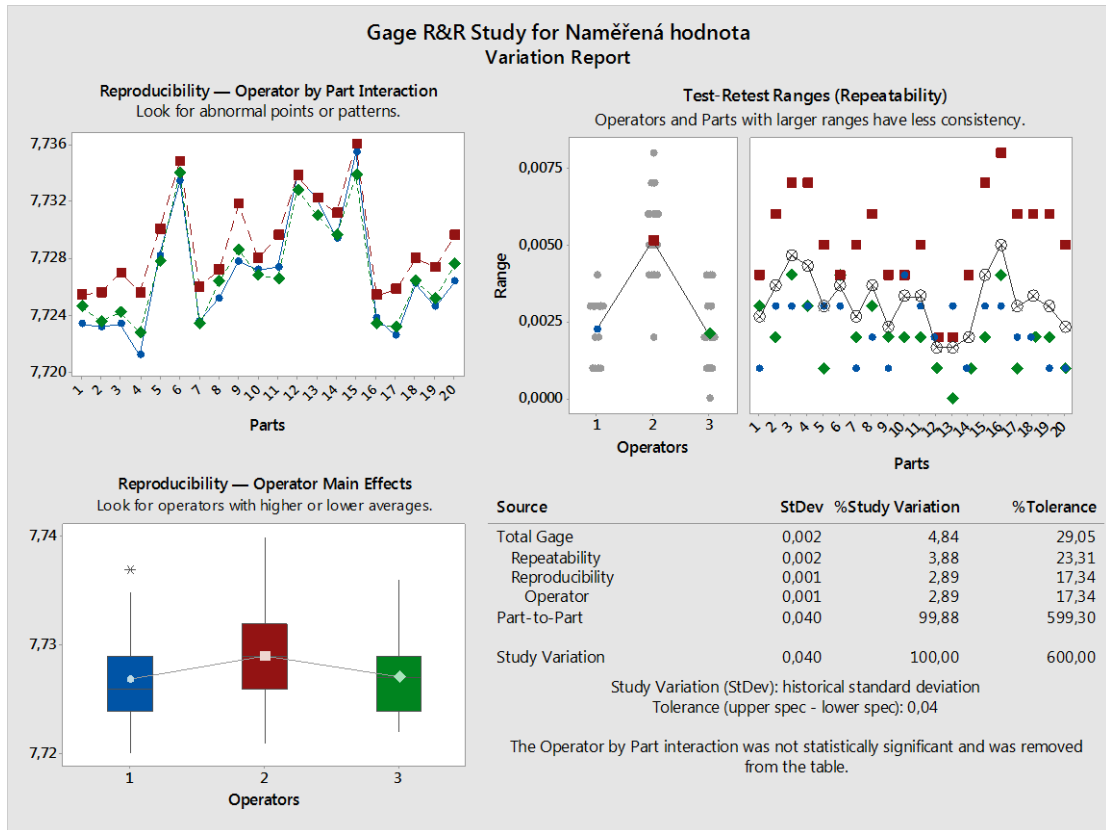 Gage R&R Study for Naměřená hodnota
Variation Report
Reproducibility — Operator by Part Interaction
Look for abnormal points or patterns.
7,736
7,732
7,728
7,724
7,720
1 2 3 4 5 6 7 8 9 10 11 12 13 14 15 16 17 18 19 20
Parts
Test-Retest Ranges (Repeatability)
Operators and Parts with larger ranges have less consistency.
Range
0,0075
0,0050
0,0025
0,0000
1 2 3
Operators
1 2 3 4 5 6 7 8 9 10 11 12 13 14 15 16 17 18 19 20
Parts
Reproducibility — Operator Main Effects
Look for operators with higher or lower averages.
7,74
7,73
7,72
1 2 3
Operators
Source StDev %Study Variation %Tolerance
Total Gage 0,002 4,84 29,05
Repeatability 0,002 3,88 23,31
Reproducibility 0,001 2,89 17,34
Operator 0,001 2,89 17,34
Part-to-Part 0,040 99,88 599,30
Study Variation 0,040 100,00 600,00
Study Variation (StDev): historical standard deviation
Tolerance (upper spec - lower spec): 0,04
The Operator by Part interaction was not statistically significant and was removed
from the table.